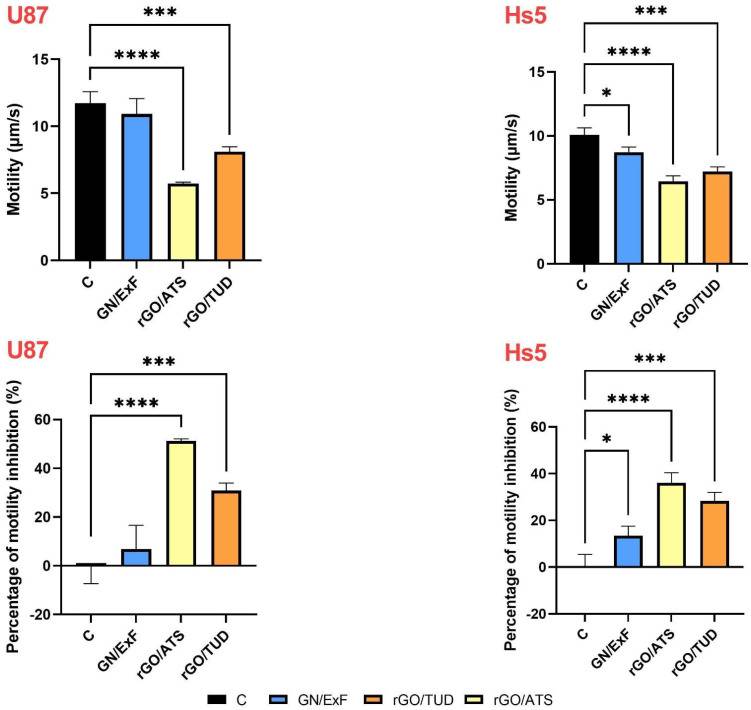 U87
Hs5
***
****
15
10
5
0
Motility (µm/s)
C
GN/ExF
rGO/ATS
rGO/TUD
***
****
*
15
10
5
0
Motility (µm/s)
C
GN/ExF
rGO/ATS
rGO/TUD
U87
Hs5
***
****
60
40
20
0
-20
Percentage of motility inhibition (%)
C
GN/ExF
rGO/ATS
rGO/TUD
***
****
*
60
40
20
0
-20
Percentage of motility inhibition (%)
C
GN/ExF
rGO/ATS
rGO/TUD
C GN/ExF rGO/TUD rGO/ATS